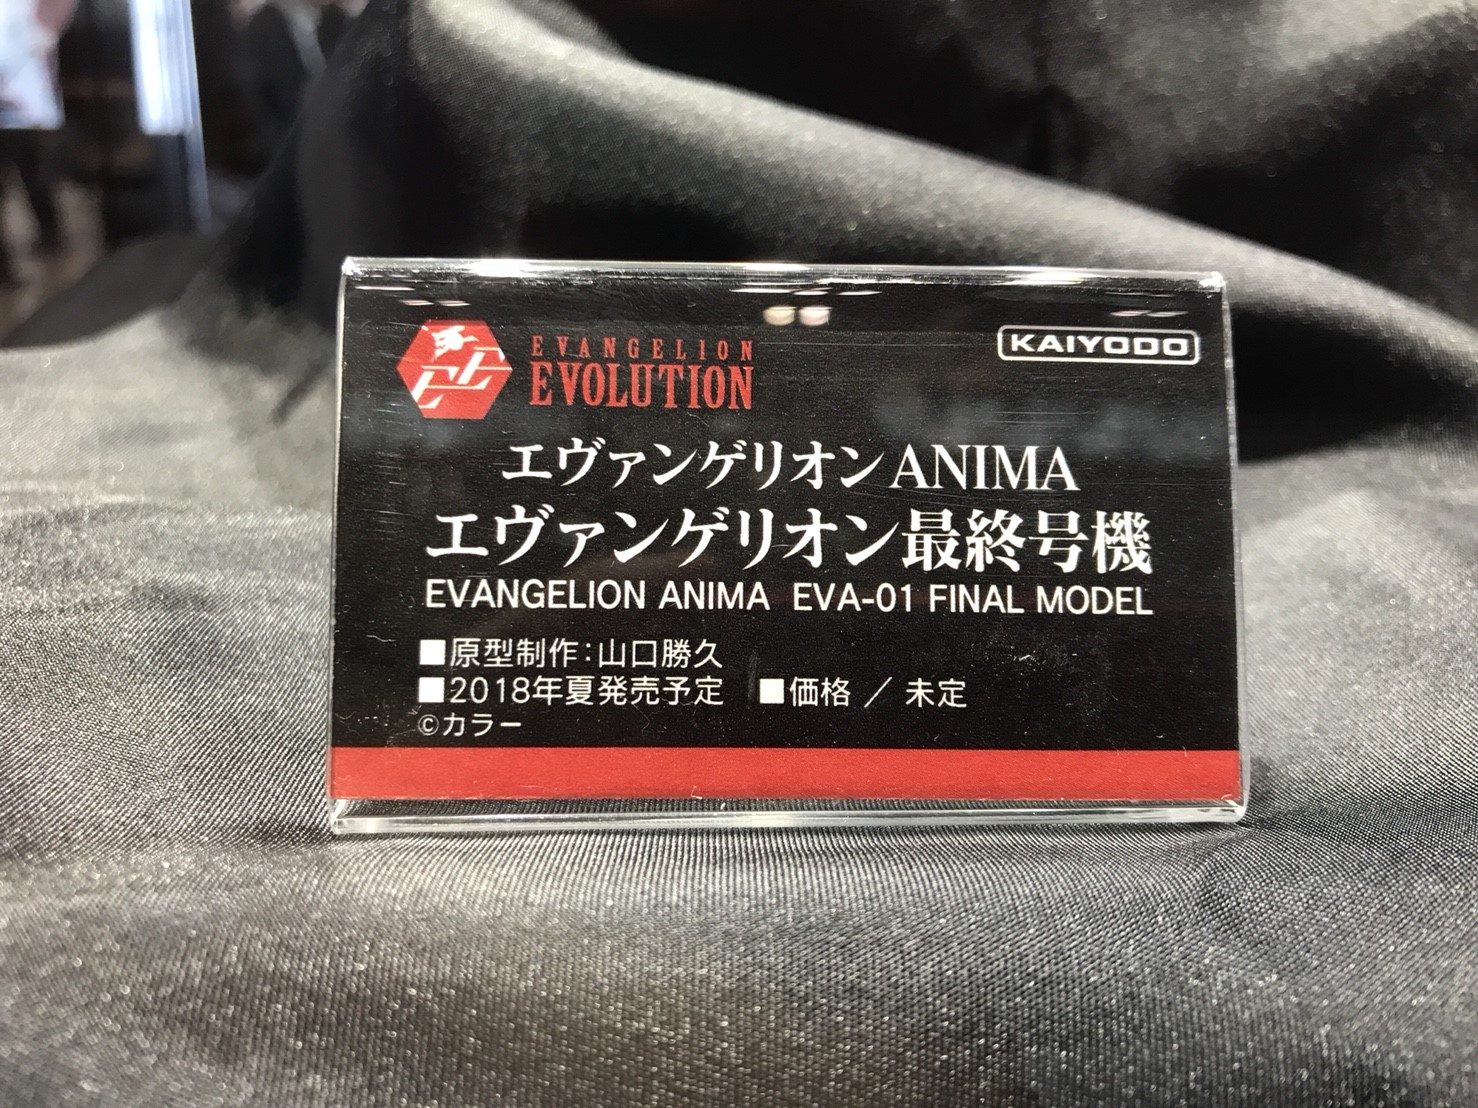 EVANGELION
EVOLUTION
KAIYODO
エヴァンゲリオンANIMA
エヴァンゲリオン最終号機
EVANGELION ANIMA EVA-01 FINAL MODEL
■原型制作：山口勝久
■2018年夏発売予定 ■価格 ／ 未定
©カラー